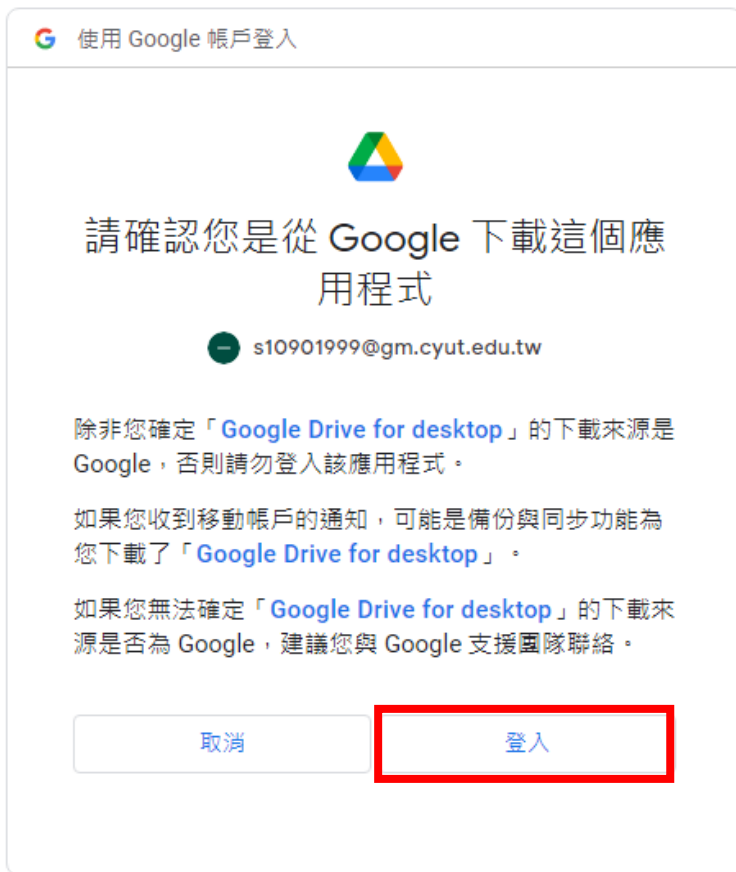 使用 Google 帳戶登入
請確認您是從 Google 下載這個應
用程式
s10901999@gm.cyut.edu.tw
除非您確定「Google Drive for desktop」的下載來源是
Google，否則請勿登入該應用程式。
如果您收到移動帳戶的通知，可能是備份與同步功能為
您下載了「Google Drive for desktop」。
如果您無法確定「Google Drive for desktop」的下載來
源是否為 Google，建議您與 Google 支援團隊聯絡。
取消
登入